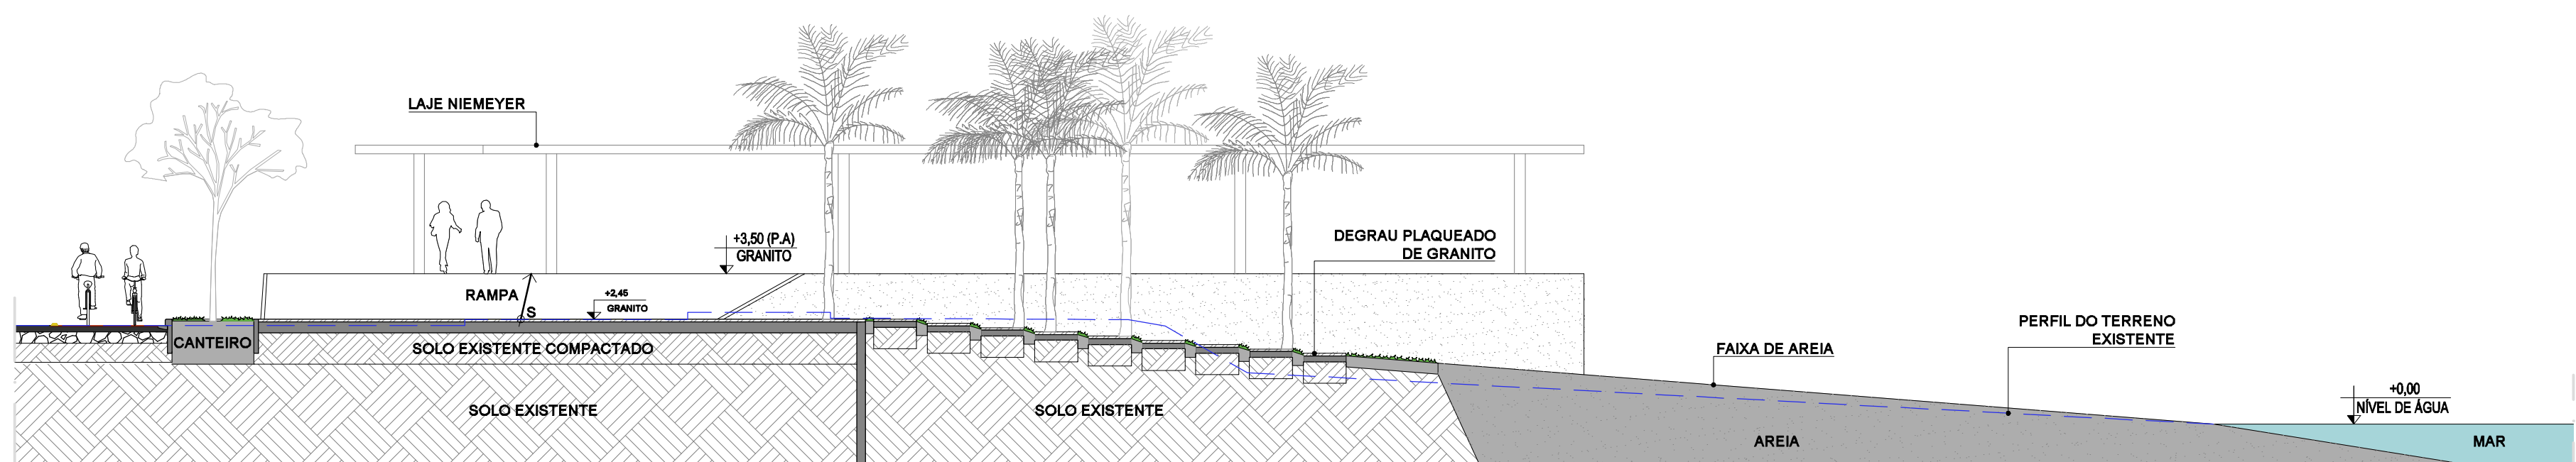 LAJE NIEMEYER
+3,50 (P.A)
GRANITO
DEGRAU PLAQUEADO
DE GRANITO
RAMPA
S
+2,45
GRANITO
CANTEIRO
SOLO EXISTENTE COMPACTADO
SOLO EXISTENTE
SOLO EXISTENTE
PERFIL DO TERRENO
EXISTENTE
FAIXA DE AREIA
+0,00
NÍVEL DE ÁGUA
AREIA
MAR